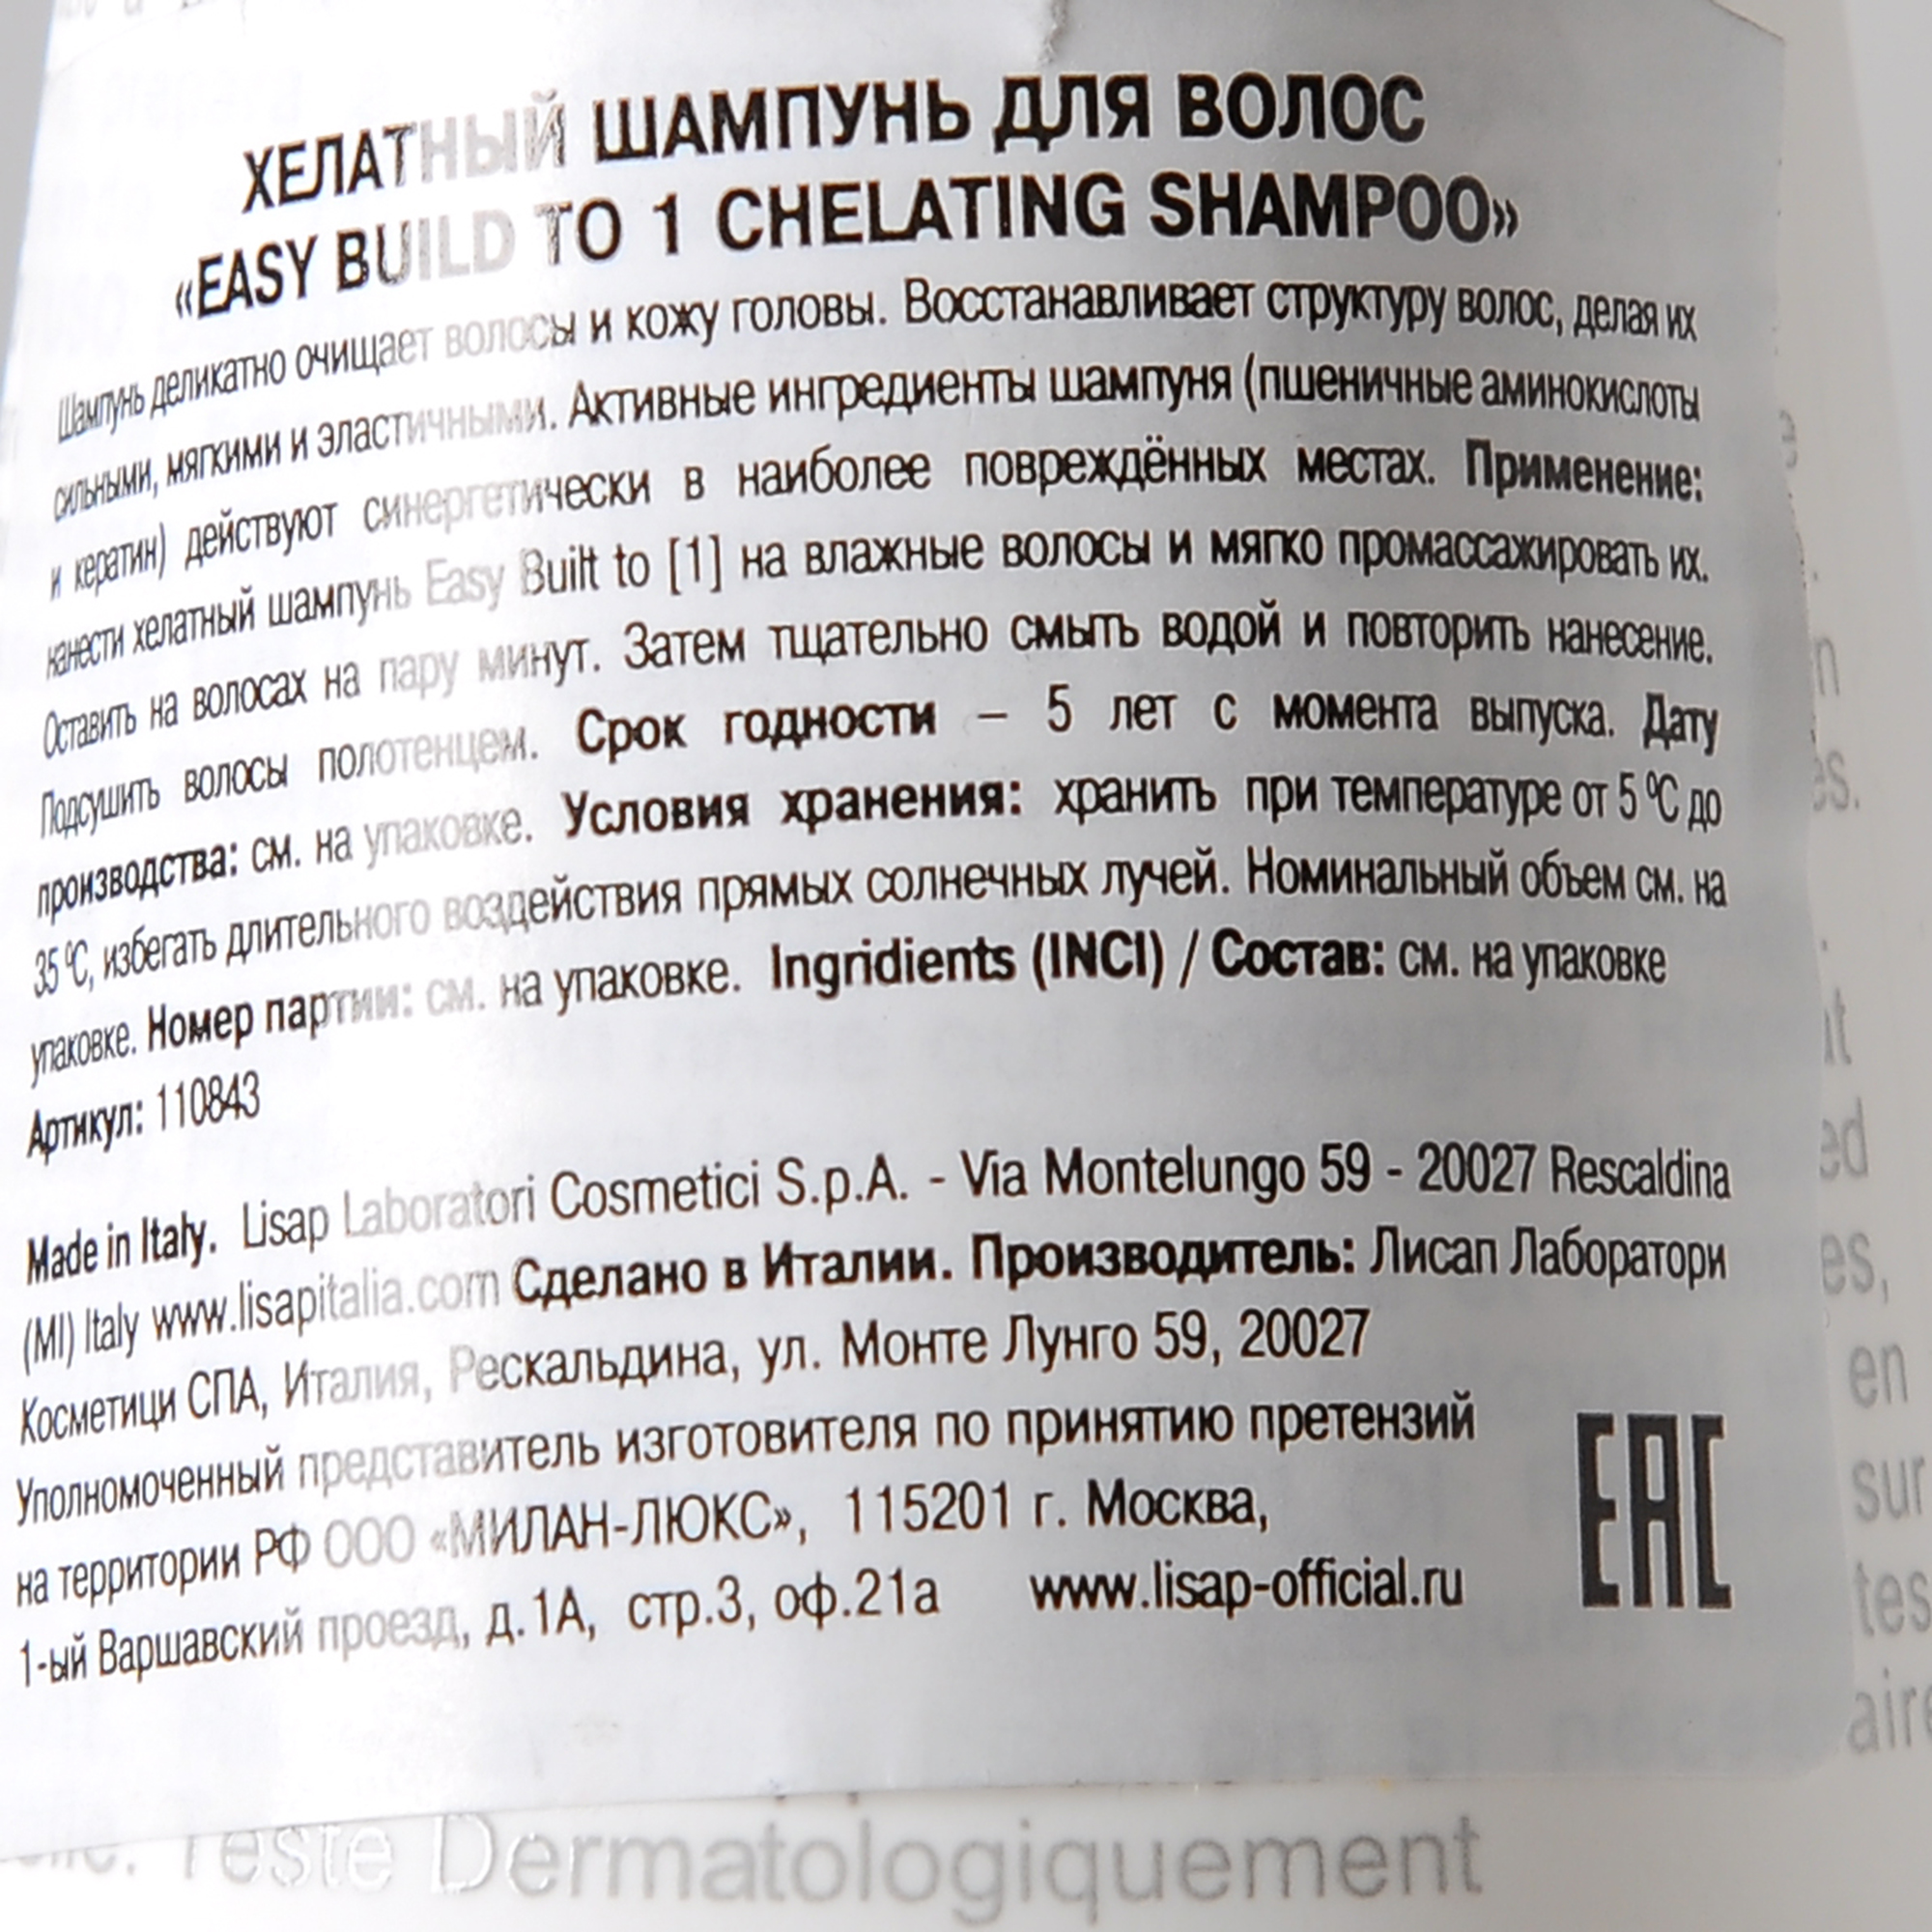 ХЕЛАТНЫЙ ШАМПУНЬ ДЛЯ ВОЛОС
«EASY BUILD TO 1 CHELATING SHAMPOO»
Шампунь деликатно очищает волосы и кожу головы. Восстанавливает структуру волос, делая их
сильными, мягкими и эластичными. Активные ингредиенты шампуня (пшеничные аминокислоты
и кератин) действуют синергетически в наиболее повреждённых местах. Применение:
нанести хелатный шампунь Easy Built to [1] на влажные волосы и мягко промассажировать их.
Оставить на волосах на пару минут. Затем тщательно смыть водой и повторить нанесение.
Подсушить волосы полотенцем. Срок годности – 5 лет с момента выпуска. Дату
производства: см. на упаковке. Условия хранения: хранить при температуре от 5 ºС до
35 ºС, избегать длительного воздействия прямых солнечных лучей. Номинальный объем см. на
упаковке. Номер партии: см. на упаковке. Ingridients (INCI) / Состав: см. на упаковке
Артикул: 110843
Made in Italy. Lisap Laboratori Cosmetici S.p.A. - Via Montelungo 59 - 20027 Rescaldina
(MI) Italy www.lisapitalia.com Сделано в Италии. Производитель: Лисап Лаборатори
Косметици СПА, Италия, Рескальдина, ул. Монте Лунго 59, 20027
Уполномоченный представитель изготовителя по принятию претензий
на территории РФ ООО «МИЛАН-ЛЮКС», 115201 г. Москва,
1-ый Варшавский проезд, д.1А, стр.3, оф.21а www.lisap-official.ru
EAC
Testé Dermatologiquement